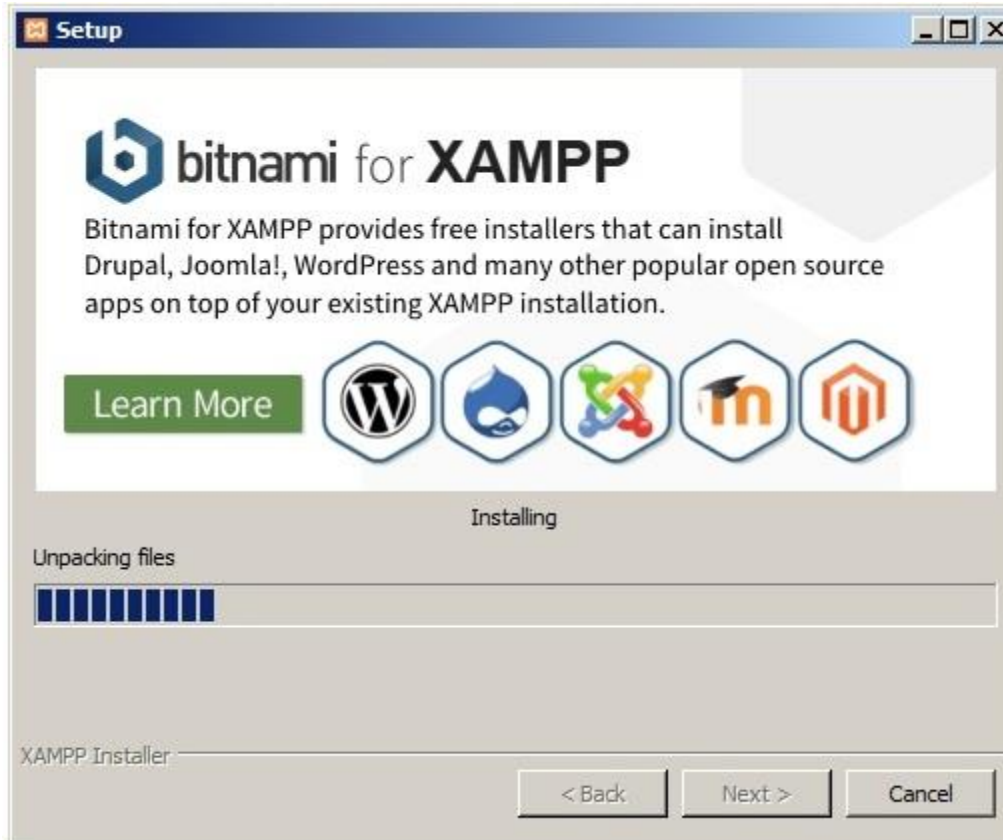 Setup
bitnami for XAMPP
Bitnami for XAMPP provides free installers that can install
Drupal, Joomla!, WordPress and many other popular open source
apps on top of your existing XAMPP installation.
Learn More
Installing
Unpacking files
XAMPP Installer
< Back
Next >
Cancel